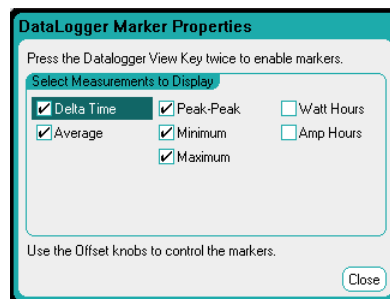 DataLogger Marker Properties
Press the Datalogger View Key twice to enable markers.
Select Measurements to Display
Delta Time Peak-Peak Watt Hours
Average Minimum Amp Hours
Maximum
Use the Offset knobs to control the markers.
Close